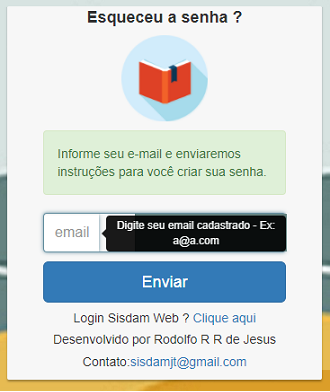 Esqueceu a senha ?
Informe seu e-mail e enviaremos
instruções para você criar sua senha.
email
Digite seu email cadastrado - Ex:
a@a.com
Enviar
Login Sisdam Web ? Clique aqui
Desenvolvido por Rodolfo R R de Jesus
Contato:sisdamjt@gmail.com